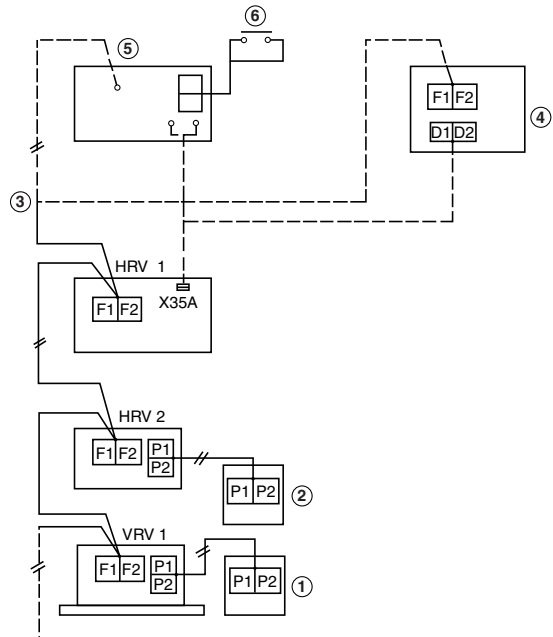 6
5
F1 F2
D1 D2
4
3
HRV 1
F1 F2
X35A
HRV 2
F1 F2
P1
P2
P1 P2
2
VRV 1
F1 F2
P1
P2
P1 P2
1